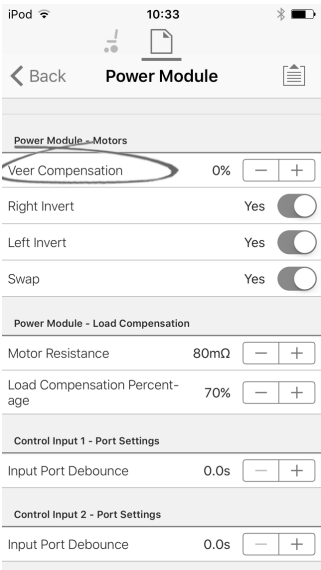 iPod 10:33
Back Power Module
Power Module - Motors
Veer Compensation 0% − +
Right Invert Yes
Left Invert Yes
Swap Yes
Power Module - Load Compensation
Motor Resistance 80mΩ − +
Load Compensation Percent-
age 70% − +
Control Input 1 - Port Settings
Input Port Debounce 0.0s − +
Control Input 2 - Port Settings
Input Port Debounce 0.0s − +